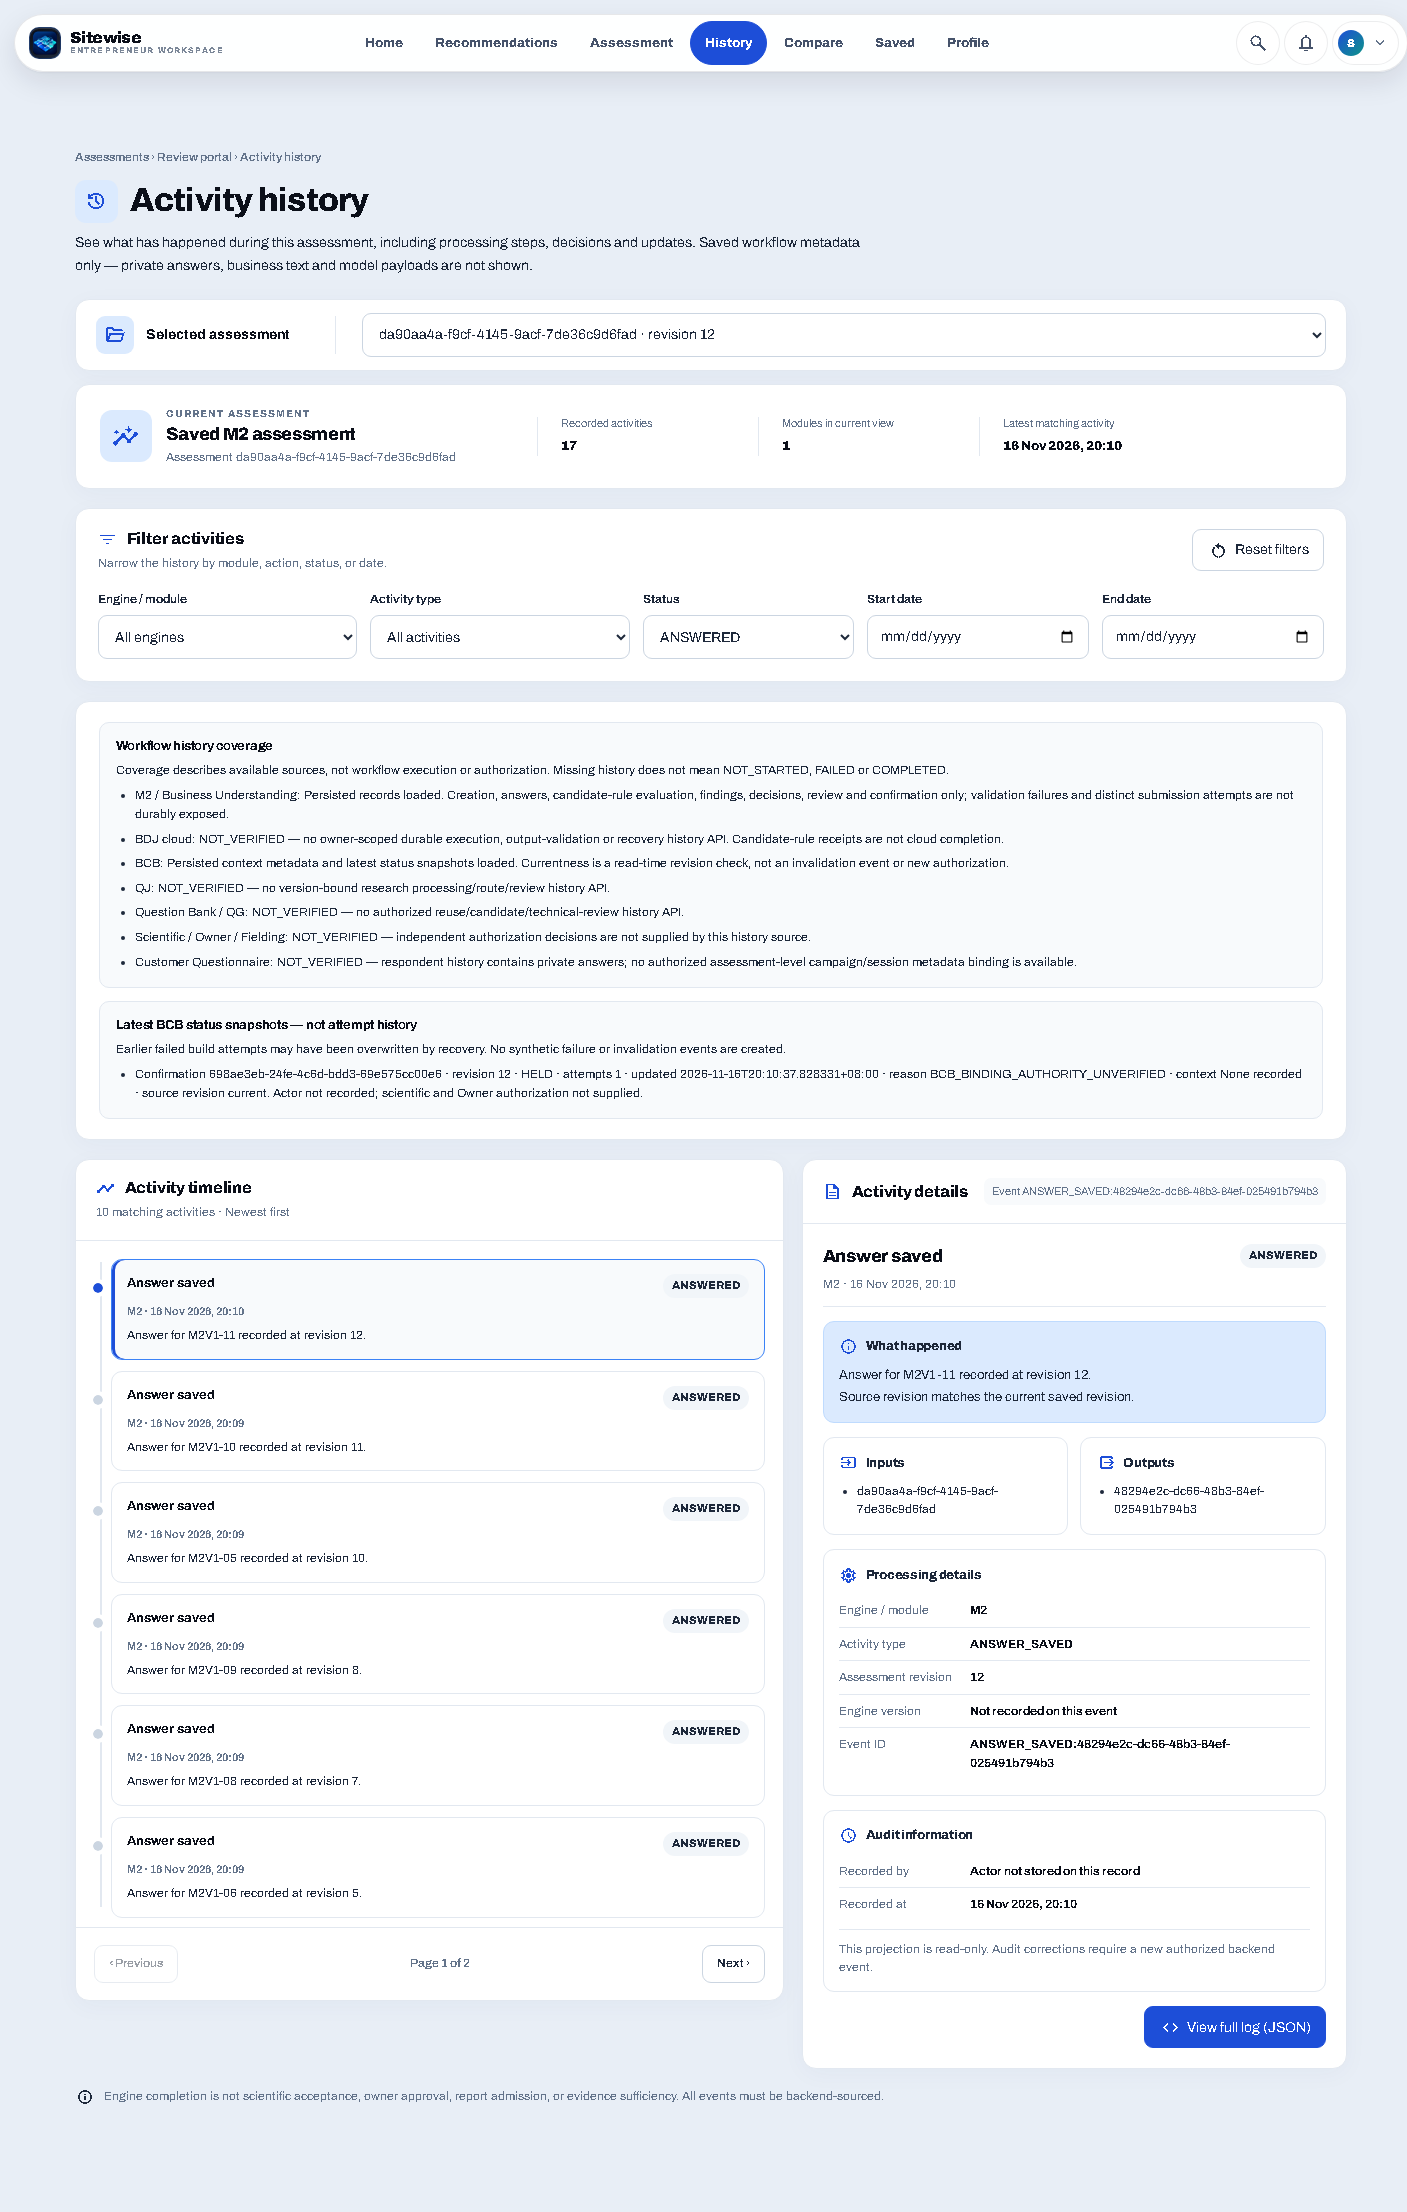 Sitewise
ENTREPRENEUR WORKSPACE
Home
Recommendations
Assessment
History
Compare
Saved
Profile
S
Assessments › Review portal › Activity history
Activity history
See what has happened during this assessment, including processing steps, decisions and updates. Saved workflow metadata
only — private answers, business text and model payloads are not shown.
Selected assessment
da90aa4a-f9cf-4145-9acf-7de36c9d6fad · revision 12
CURRENT ASSESSMENT
Saved M2 assessment
Assessment da90aa4a-f9cf-4145-9acf-7de36c9d6fad
Recorded activities
17
Modules in current view
1
Latest matching activity
16 Nov 2026, 20:10
Filter activities
Narrow the history by module, action, status, or date.
Reset filters
Engine / module
Activity type
Status
Start date
End date
All engines
All activities
ANSWERED
mm/dd/yyyy
mm/dd/yyyy
Workflow history coverage
Coverage describes available sources, not workflow execution or authorization. Missing history does not mean NOT_STARTED, FAILED or COMPLETED.
• M2 / Business Understanding: Persisted records loaded. Creation, answers, candidate-rule evaluation, findings, decisions, review and confirmation only; validation failures and distinct submission attempts are not
durably exposed.
• BDJ cloud: NOT_VERIFIED — no owner-scoped durable execution, output-validation or recovery history API. Candidate-rule receipts are not cloud completion.
• BCB: Persisted context metadata and latest status snapshots loaded. Currentness is a read-time revision check, not an invalidation event or new authorization.
• QJ: NOT_VERIFIED — no version-bound research processing/route/review history API.
• Question Bank / QG: NOT_VERIFIED — no authorized reuse/candidate/technical-review history API.
• Scientific / Owner / Fielding: NOT_VERIFIED — independent authorization decisions are not supplied by this history source.
• Customer Questionnaire: NOT_VERIFIED — respondent history contains private answers; no authorized assessment-level campaign/session metadata binding is available.
Latest BCB status snapshots — not attempt history
Earlier failed build attempts may have been overwritten by recovery. No synthetic failure or invalidation events are created.
• Confirmation 698ae3eb-24fe-4c6d-bdd3-69e575cc00e6 · revision 12 · HELD · attempts 1 · updated 2026-11-16T20:10:37.828331+08:00 · reason BCB_BINDING_AUTHORITY_UNVERIFIED · context None recorded
· source revision current. Actor not recorded; scientific and Owner authorization not supplied.
Activity timeline
10 matching activities · Newest first
Answer saved
ANSWERED
M2 · 16 Nov 2026, 20:10
Answer for M2V1-11 recorded at revision 12.
Answer saved
ANSWERED
M2 · 16 Nov 2026, 20:09
Answer for M2V1-10 recorded at revision 11.
Answer saved
ANSWERED
M2 · 16 Nov 2026, 20:09
Answer for M2V1-05 recorded at revision 10.
Answer saved
ANSWERED
M2 · 16 Nov 2026, 20:09
Answer for M2V1-09 recorded at revision 8.
Answer saved
ANSWERED
M2 · 16 Nov 2026, 20:09
Answer for M2V1-08 recorded at revision 7.
Answer saved
ANSWERED
M2 · 16 Nov 2026, 20:09
Answer for M2V1-06 recorded at revision 5.
‹ Previous
Page 1 of 2
Next ›
Activity details
Event ANSWER_SAVED:48294e2c-dc66-48b3-84ef-025491b794b3
Answer saved
ANSWERED
M2 · 16 Nov 2026, 20:10
What happened
Answer for M2V1-11 recorded at revision 12.
Source revision matches the current saved revision.
Inputs
• da90aa4a-f9cf-4145-9acf-
7de36c9d6fad
Outputs
• 48294e2c-dc66-48b3-84ef-
025491b794b3
Processing details
Engine / module M2
Activity type ANSWER_SAVED
Assessment revision 12
Engine version Not recorded on this event
Event ID ANSWER_SAVED:48294e2c-dc66-48b3-84ef-
025491b794b3
Audit information
Recorded by Actor not stored on this record
Recorded at 16 Nov 2026, 20:10
This projection is read-only. Audit corrections require a new authorized backend
event.
View full log (JSON)
Engine completion is not scientific acceptance, owner approval, report admission, or evidence sufficiency. All events must be backend-sourced.